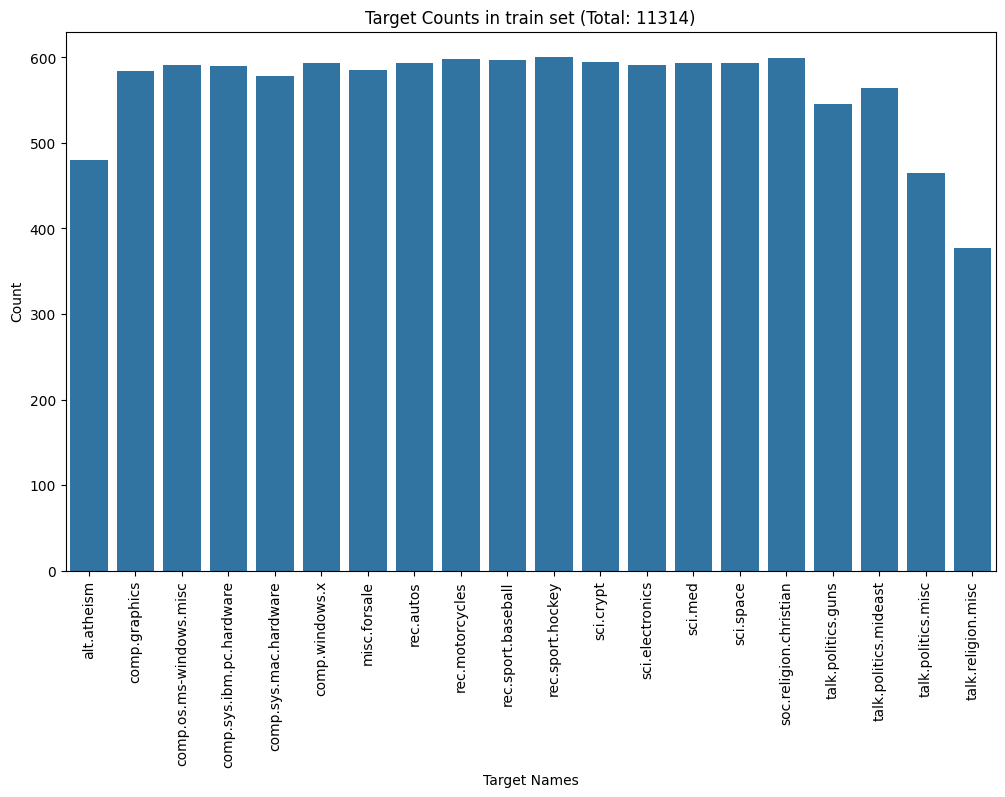 Target Counts in train set (Total: 11314)
Count
600
500
400
300
200
100
0
alt.atheism
comp.graphics
comp.os.ms-windows.misc
comp.sys.ibm.pc.hardware
comp.sys.mac.hardware
comp.windows.x
misc.forsale
rec.autos
rec.motorcycles
rec.sport.baseball
rec.sport.hockey
sci.crypt
sci.electronics
sci.med
sci.space
soc.religion.christian
talk.politics.guns
talk.politics.mideast
talk.politics.misc
talk.religion.misc
Target Names